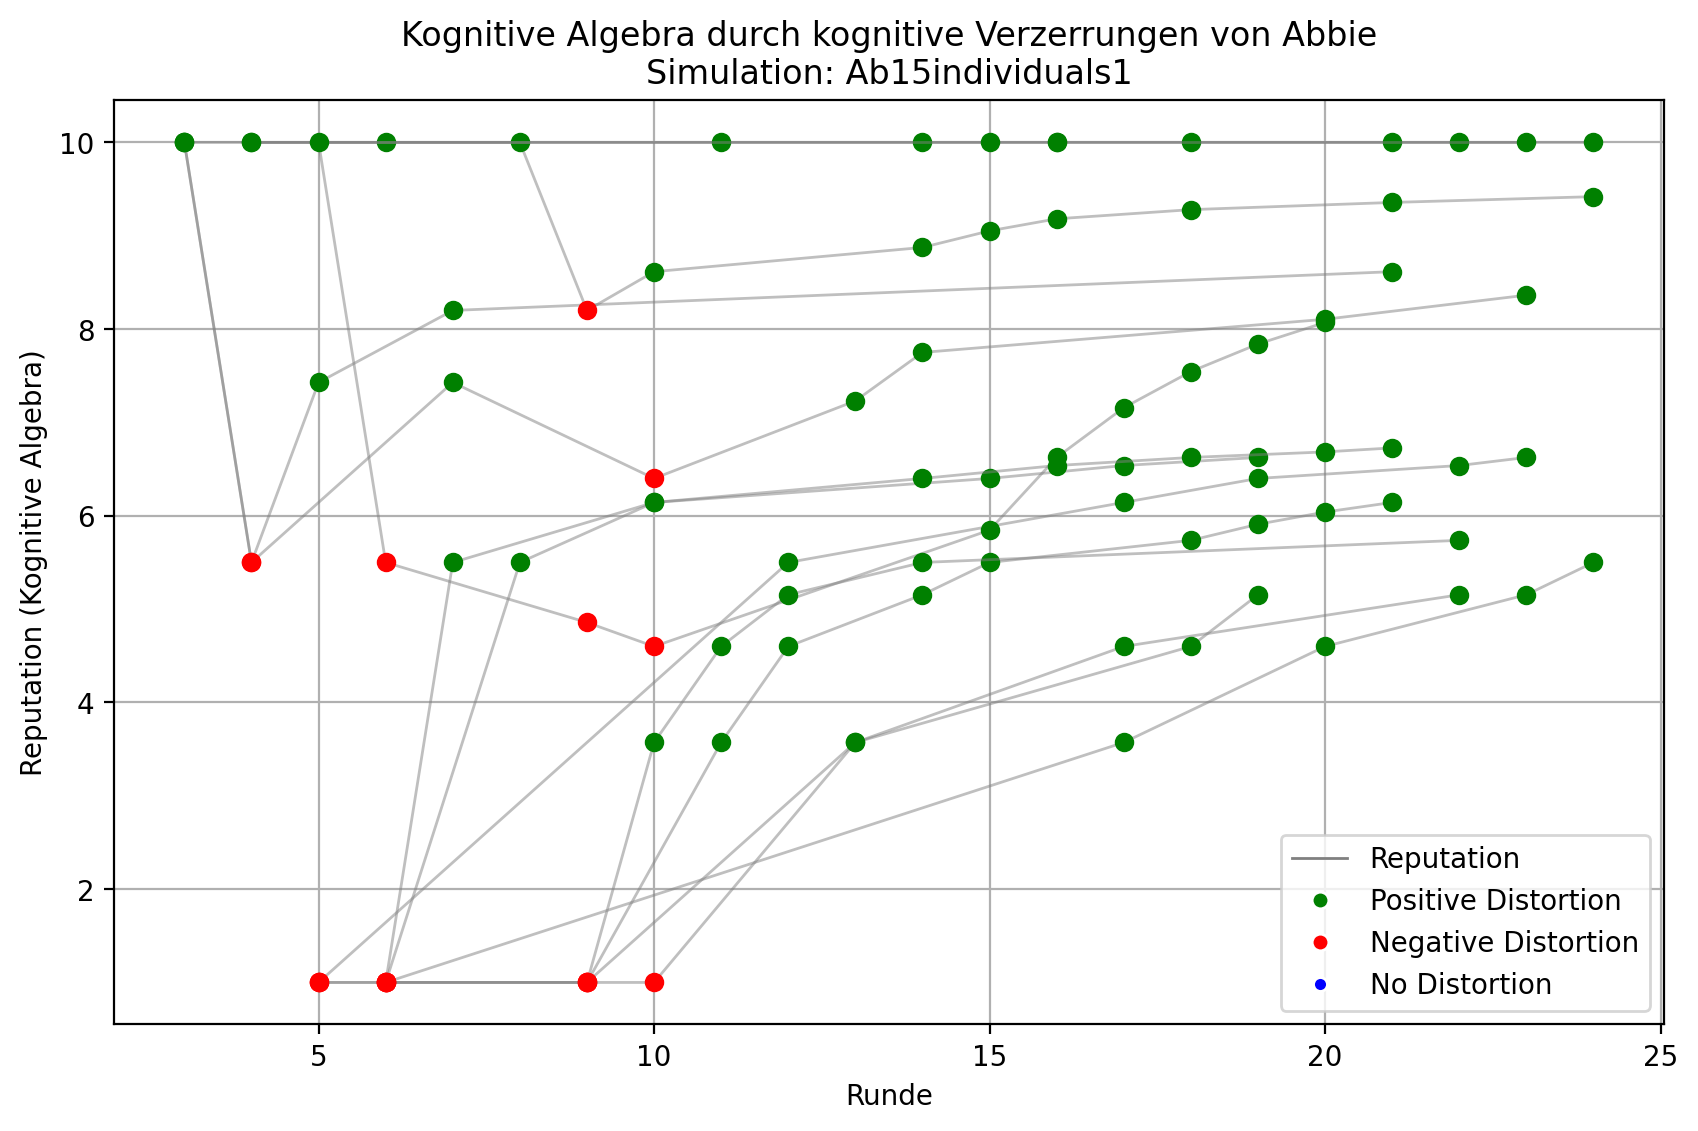 Kognitive Algebra durch kognitive Verzerrungen von Abbie
Simulation: Ab15individuals1
Reputation (Kognitive Algebra)
10
8
6
4
2
5
10
15
20
25
Runde
Reputation
Positive Distortion
Negative Distortion
No Distortion